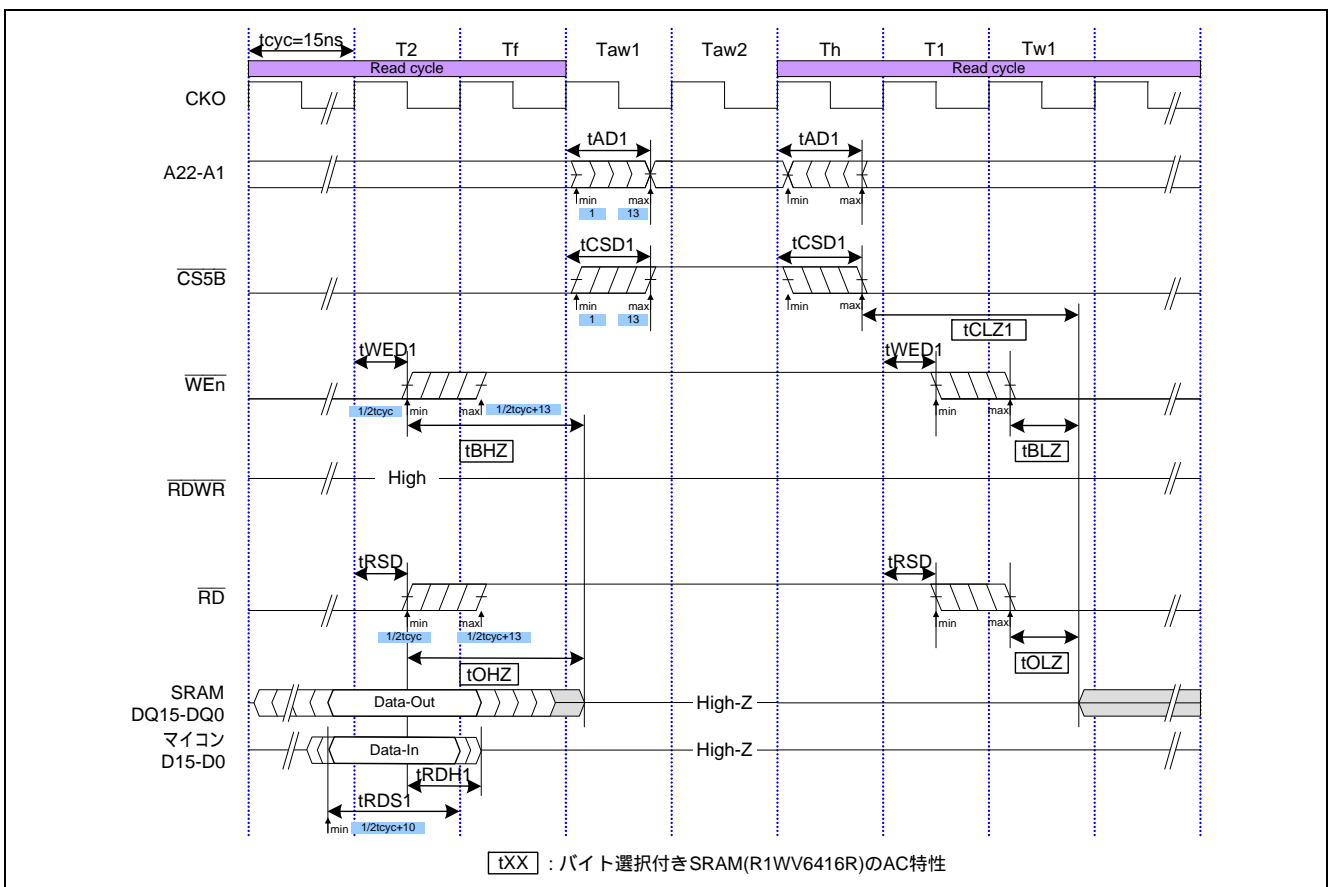 tcyc=15ns T2 Tf Taw1 Taw2 Th T1 Tw1
Read cycle Read cycle
CKO
tAD1 tAD1
A22-A1
min max min max
1 13
tCSD1 tCSD1
CS5B
min max min max
1 13
tCLZ1
tWED1 tWED1
WEn
1/2tcyc min max 1/2tcyc+13 min max
tBHZ tBLZ
High
RDWR
tRSD tRSD
RD
min max min max
1/2tcyc 1/2tcyc+13
tOHZ tOLZ
SRAM
DQ15-DQ0 Data-Out High-Z
マイコン
D15-D0 Data-In High-Z
tRDH1
tRDS1
min 1/2tcyc+10
tXX : バイト選択付きSRAM(R1WV6416R)のAC特性